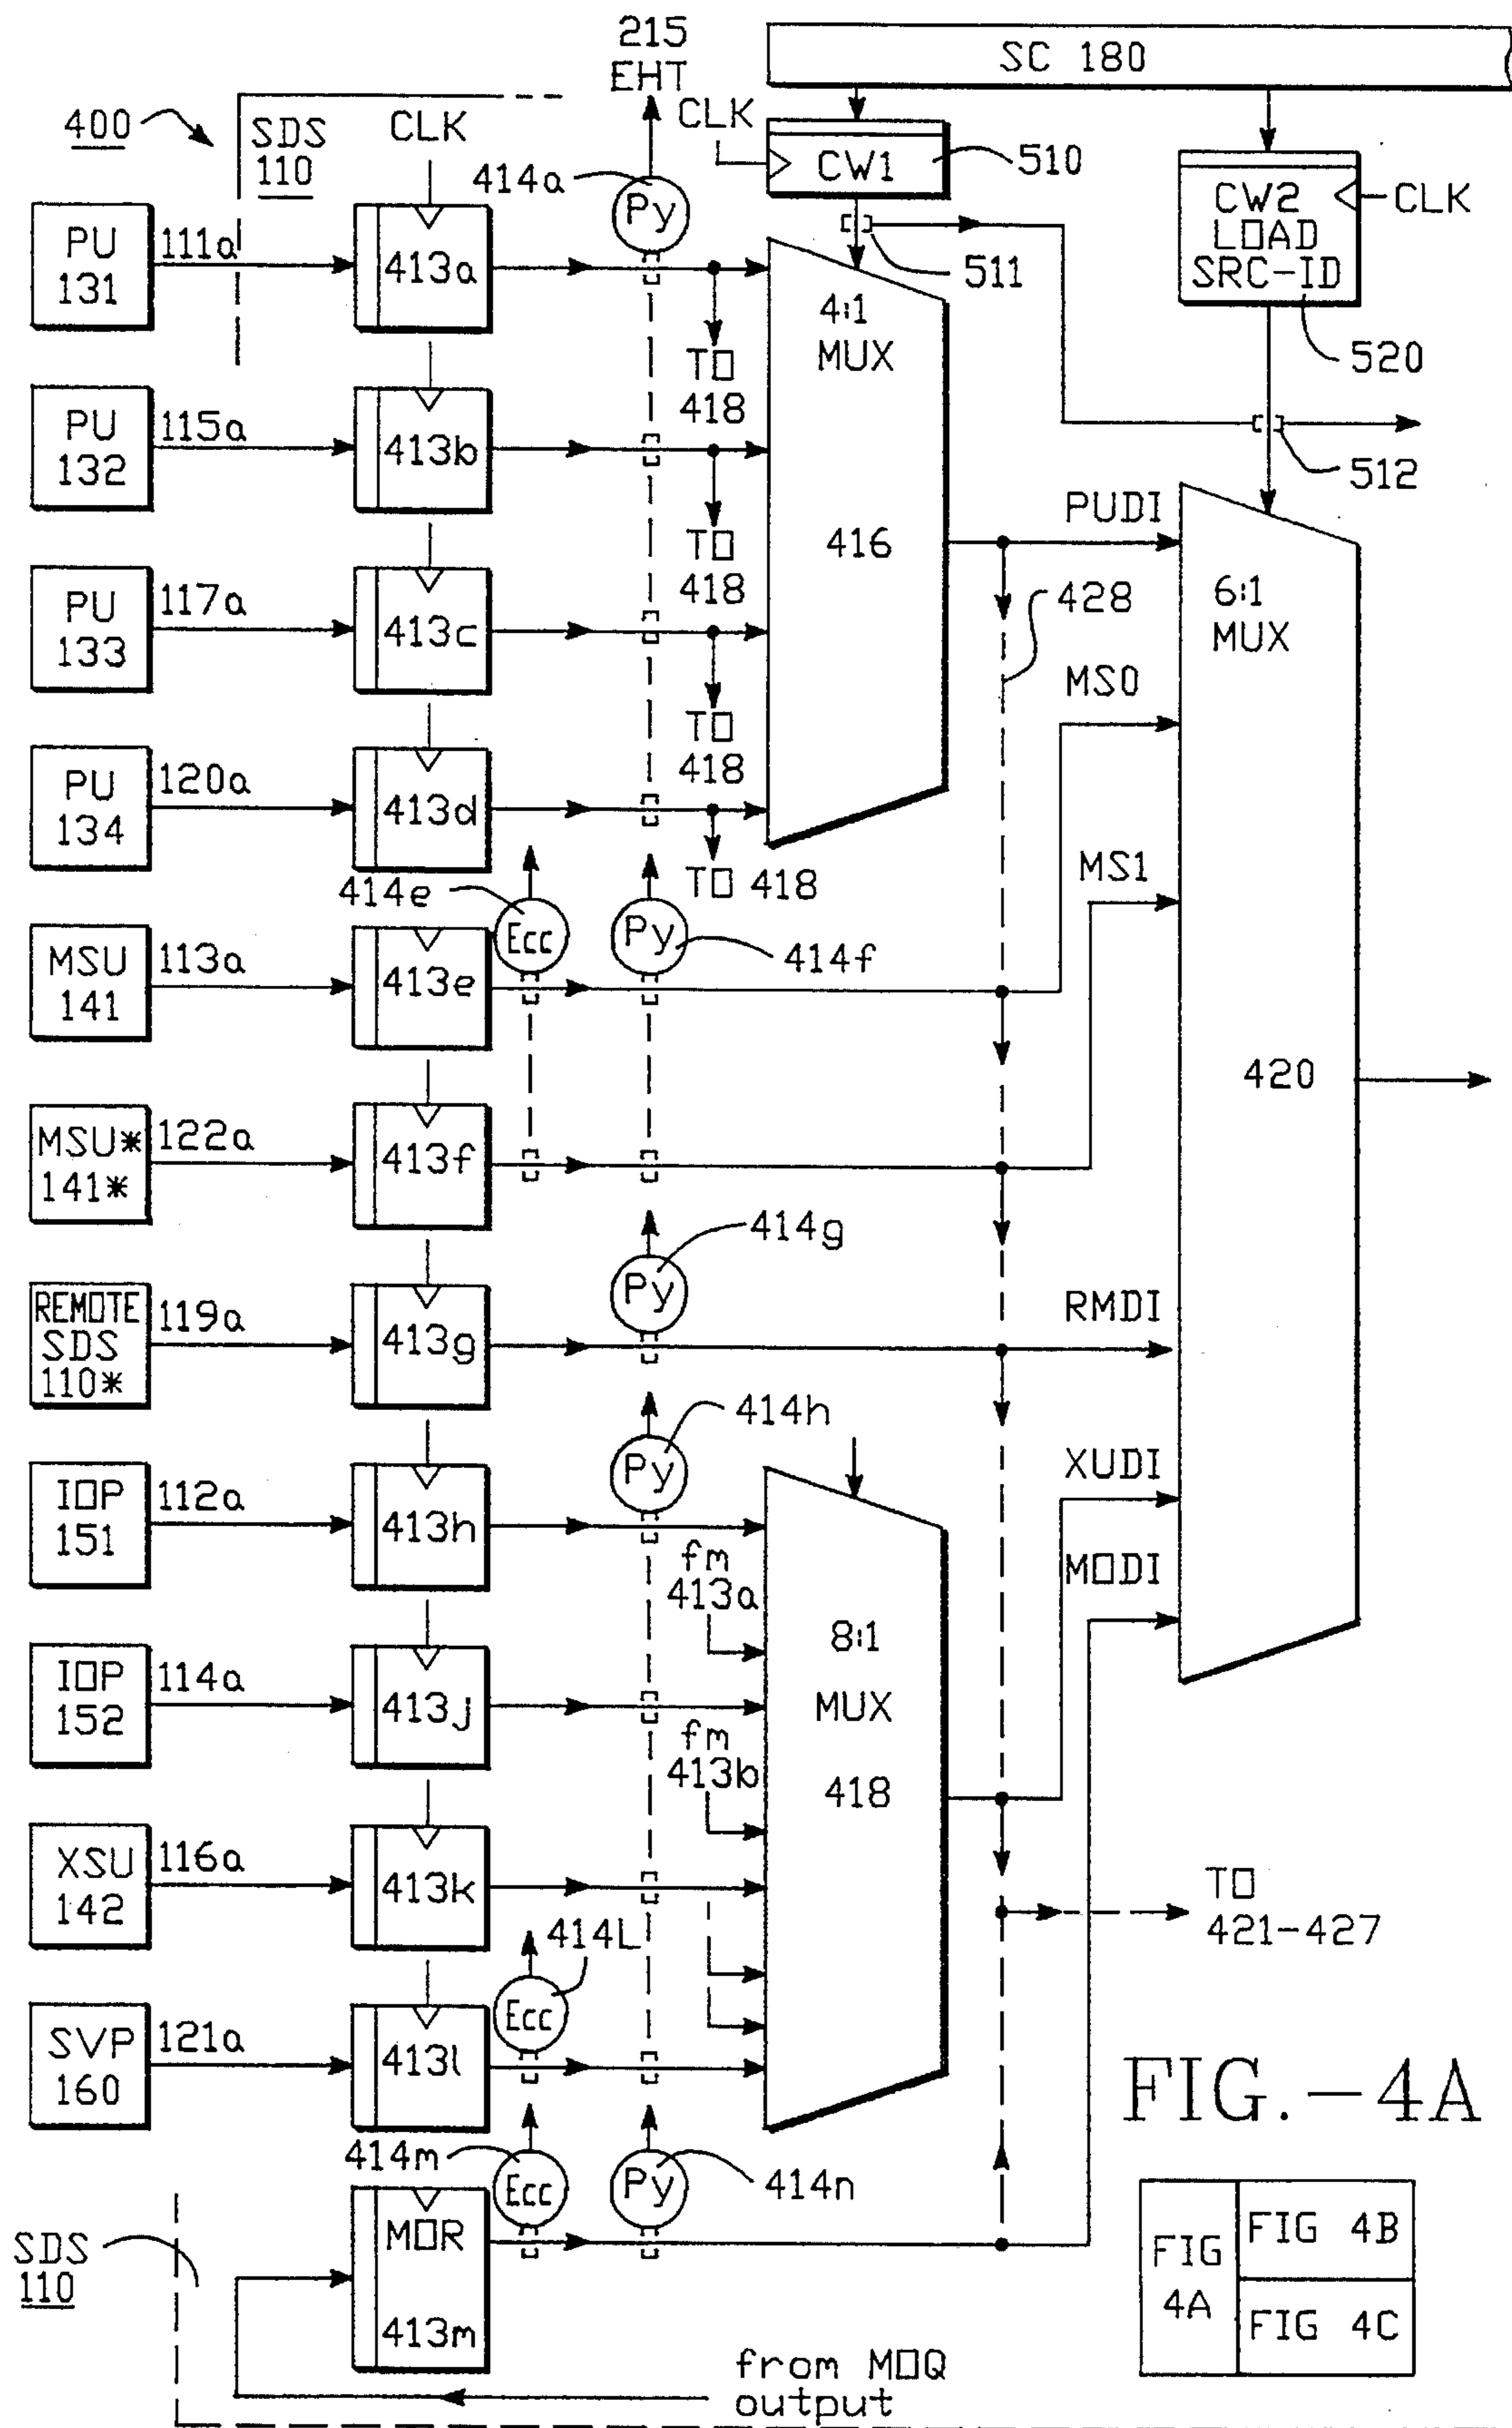 215
EHT
SC 180
400
SDS
110
CLK
414a
Py
CLK
CW1
510
511
CW2
LOAD
SRC-ID
CLK
520
512
PU
131
111a
413a
TO
418
4:1
MUX
416
PU
132
115a
413b
TO
418
PUDI
428
6:1
MUX
420
PU
133
117a
413c
TO
418
MS0
PU
134
120a
413d
TO 418
MS1
414e
Ecc
Py
414f
MSU
141
113a
413e
MSU*
141*
122a
413f
Py
414g
REMOTE
SDS
110*
119a
413g
RMDI
Py
414h
IOP
151
112a
413h
fm
413a
8:1
MUX
418
XUDI
MODI
IOP
152
114a
413j
fm
413b
XSU
142
116a
413k
TO
421-427
414L
Ecc
SVP
160
121a
413l
414m
Ecc
Py
414n
SDS
110
MOR
413m
from MOQ
output
FIG.-4A
FIG
4A
FIG 4B
FIG 4C